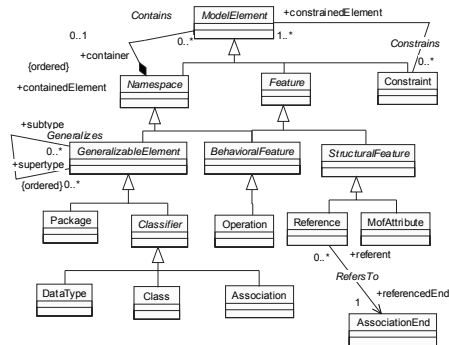 Contains
ModelElement
+constrainedElement
0..1
0..*
1..*
+container
Constrains
{ordered}
0..*
+containedElement
Namespace
Feature
Constraint
+subtype
Generalizes
0..*
GeneralizableElement
BehavioralFeature
StructuralFeature
+supertype
{ordered}
0..*
Package
Classifier
Operation
Reference
MofAttribute
0..*
+referent
RefersTo
DataType
Class
Association
+referencedEnd
1
AssociationEnd